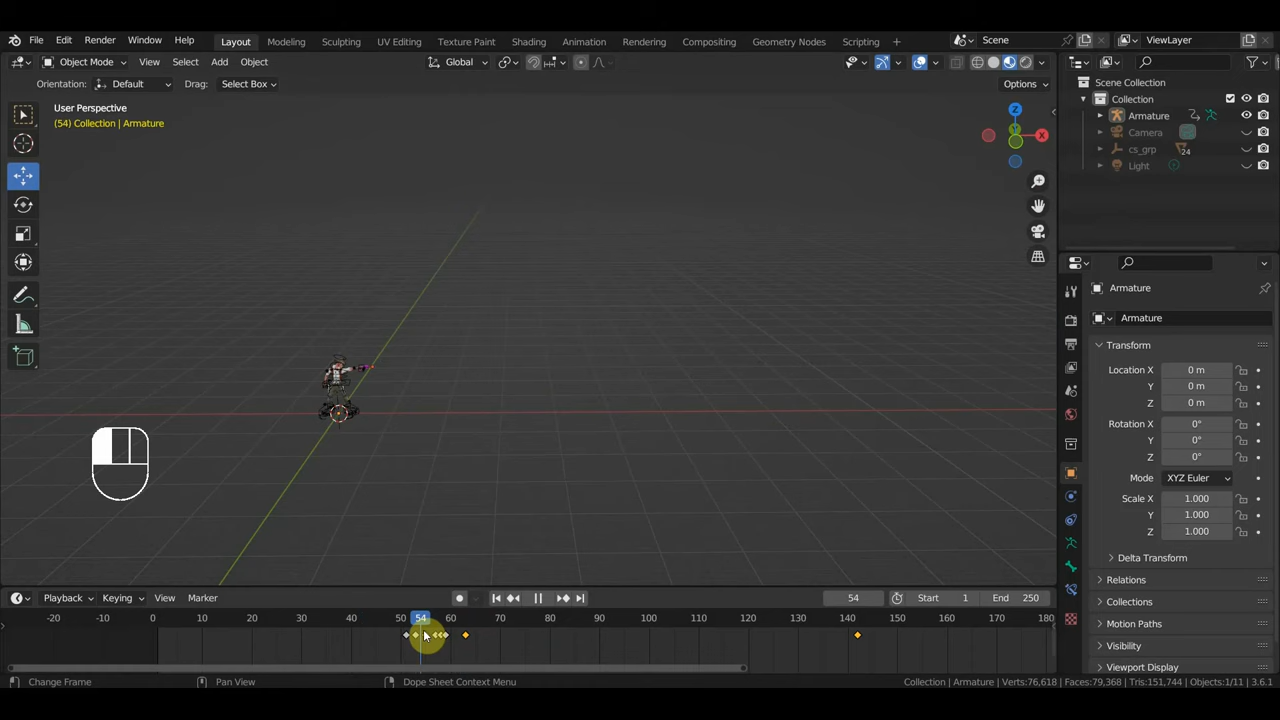 File Edit Render Window Help Layout Modeling Sculpting UV Editing Texture Paint Shading Animation Rendering Compositing Geometry Nodes Scripting + Scene ViewLayer
Object Mode View Select Add Object Global Options
Orientation: Default Drag: Select Box
User Perspective
(54) Collection | Armature
Z
Y
X
Scene Collection
Collection
Armature
Camera
cs_grp 24
Light
Armature
Armature
Transform
Location X 0 m
Y 0 m
Z 0 m
Rotation X 0°
Y 0°
Z 0°
Mode XYZ Euler
Scale X 1.000
Y 1.000
Z 1.000
Delta Transform
Relations
Collections
Motion Paths
Visibility
Viewport Display
Playback Keying View Marker 54 Start 1 End 250
-20 -10 10 20 30 40 50 54 60 70 80 90 100 110 120 130 140 150 160 170 180
Change Frame Pan View Dope Sheet Context Menu Collection | Armature | Verts:76,618 | Faces:79,368 | Tris:151,744 | Objects:1/11 | 3.6.1